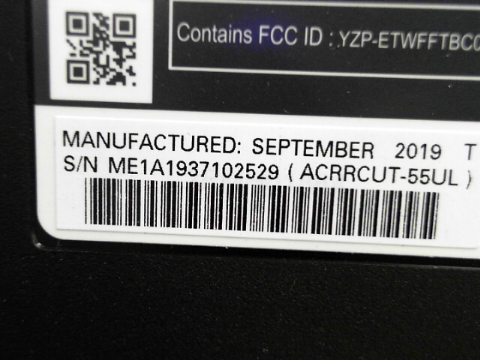 Contains FCC ID : YZP-ETWFFTBC0
MANUFACTURED: SEPTEMBER 2019 T
S/N ME1A1937102529 ( ACRRCUT-55UL )